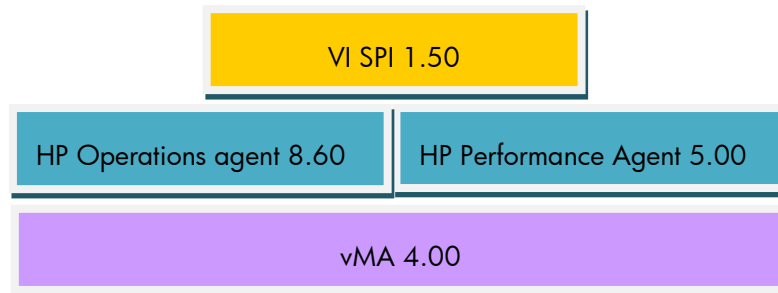 VI SPI 1.50
HP Operations agent 8.60
HP Performance Agent 5.00
vMA 4.00